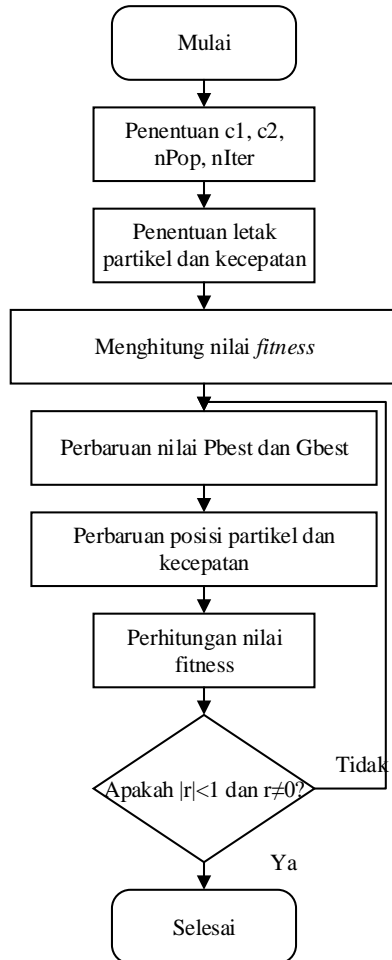 Mulai
Penentuan c1, c2,
nPop, nIter
Penentuan letak
partikel dan kecepatan
Menghitung nilai fitness
Perbaruan nilai Pbest dan Gbest
Perbaruan posisi partikel dan
kecepatan
Perhitungan nilai
fitness
Tidak
Apakah |r|<1 dan r≠0?
Ya
Selesai